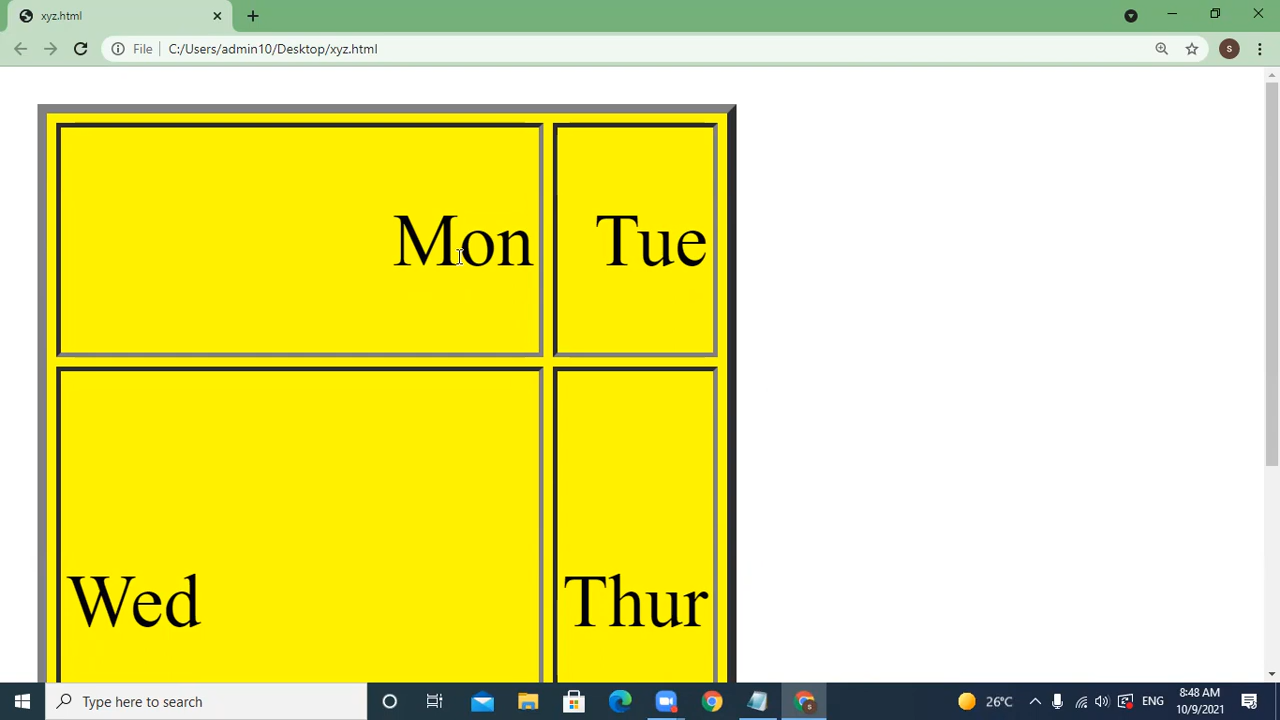 xyz.html
File
C:/Users/admin10/Desktop/xyz.html
S
Mon
Tue
Wed
Thur
Type here to search
26°C
ENG
8:48 AM
10/9/2021